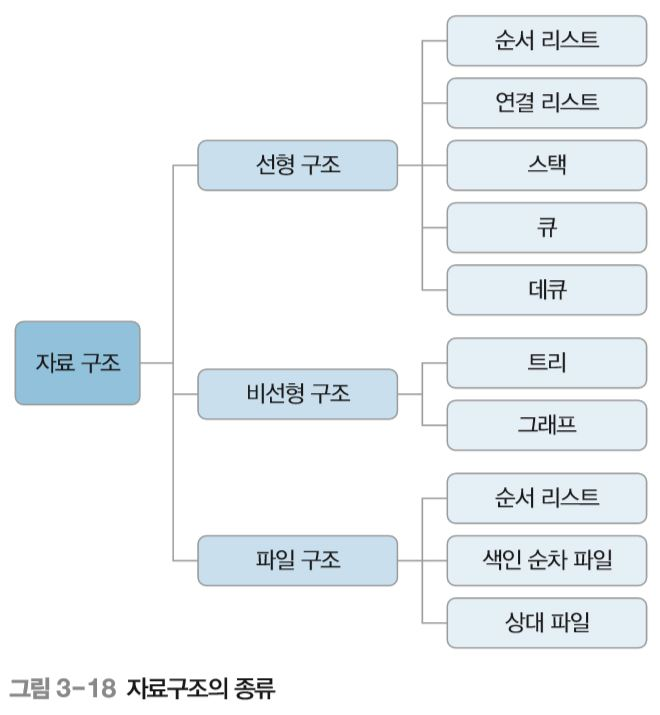 자료 구조
선형 구조
순서 리스트
연결 리스트
스택
큐
데큐
비선형 구조
트리
그래프
파일 구조
순서 리스트
색인 순차 파일
상대 파일
그림 3-18 자료구조의 종류